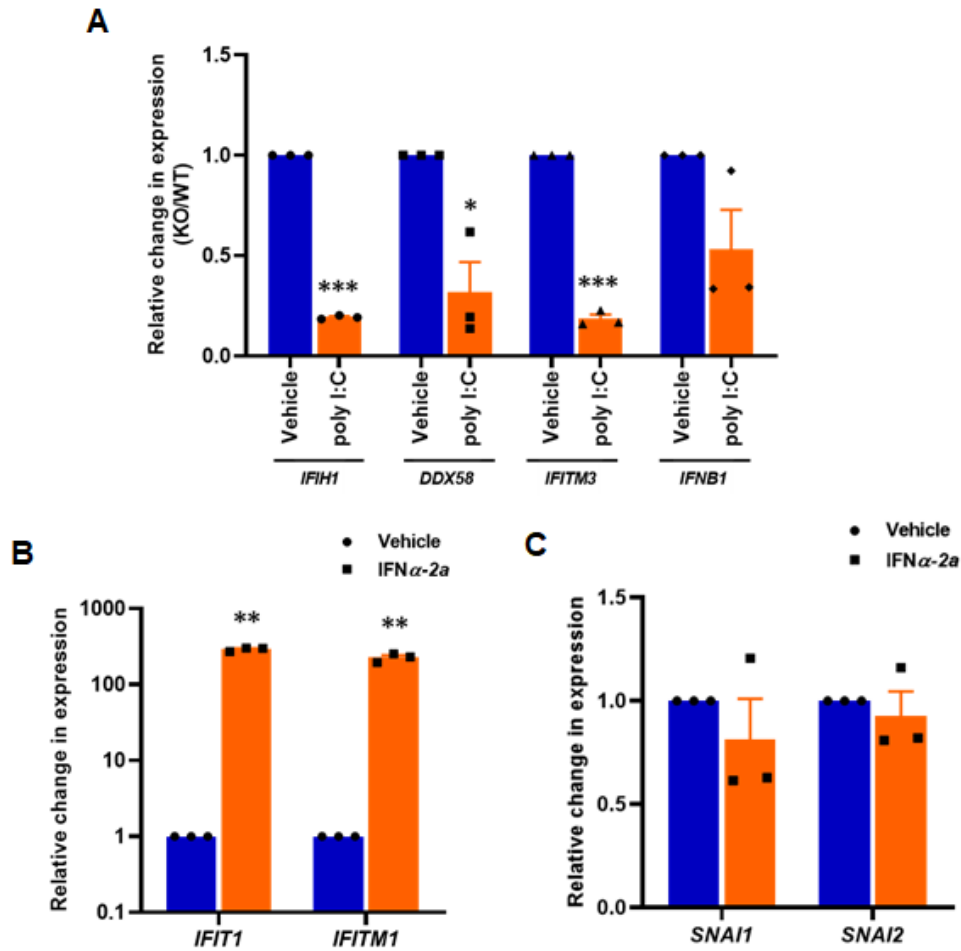 A
Relative change in expression
(KO/WT)
1.5
1.0
0.5
0.0
*** * ***
Vehicle poly I:C Vehicle poly I:C Vehicle poly I:C Vehicle poly I:C
IFIH1 DDX58 IFITM3 IFNB1
B
Vehicle
IFNα-2a
Relative change in expression
1000
100
10
1
0.1
** **
IFIT1 IFITM1
C
Vehicle
IFNα-2a
Relative change in expression
1.5
1.0
0.5
0.0
SNAI1 SNAI2